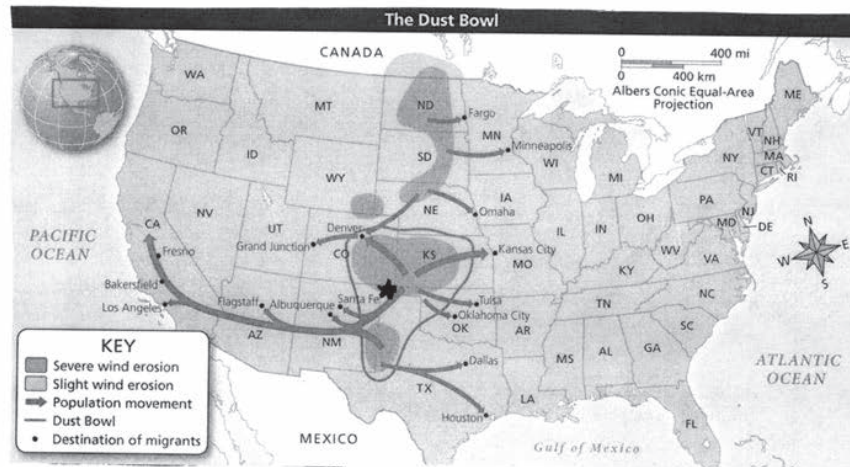 The Dust Bowl
CANADA
0 400 mi
0 400 km
Albers Conic Equal-Area
Projection
WA
MT
ND
Fargo
ME
OR
MN
VT
NH
ID
Minneapolis
SD
WI
NY
MA
CT
RI
WY
MI
IA
PA
NJ
NE
Omaha
NV
UT
Denver
IL
IN
OH
MD
DE
CA
Grand Junction
CO
KS
Kansas City
MO
WV
VA
PACIFIC
OCEAN
Fresno
KY
N
E
S
W
Bakersfield
Flagstaff
Albuquerque
Santa Fe
Tulsa
TN
NC
Los Angeles
Oklahoma City
OK
AR
SC
AZ
NM
MS
AL
GA
ATLANTIC
OCEAN
Dallas
TX
LA
Houston
FL
MEXICO
Gulf of Mexico
KEY
Severe wind erosion
Slight wind erosion
Population movement
Dust Bowl
Destination of migrants